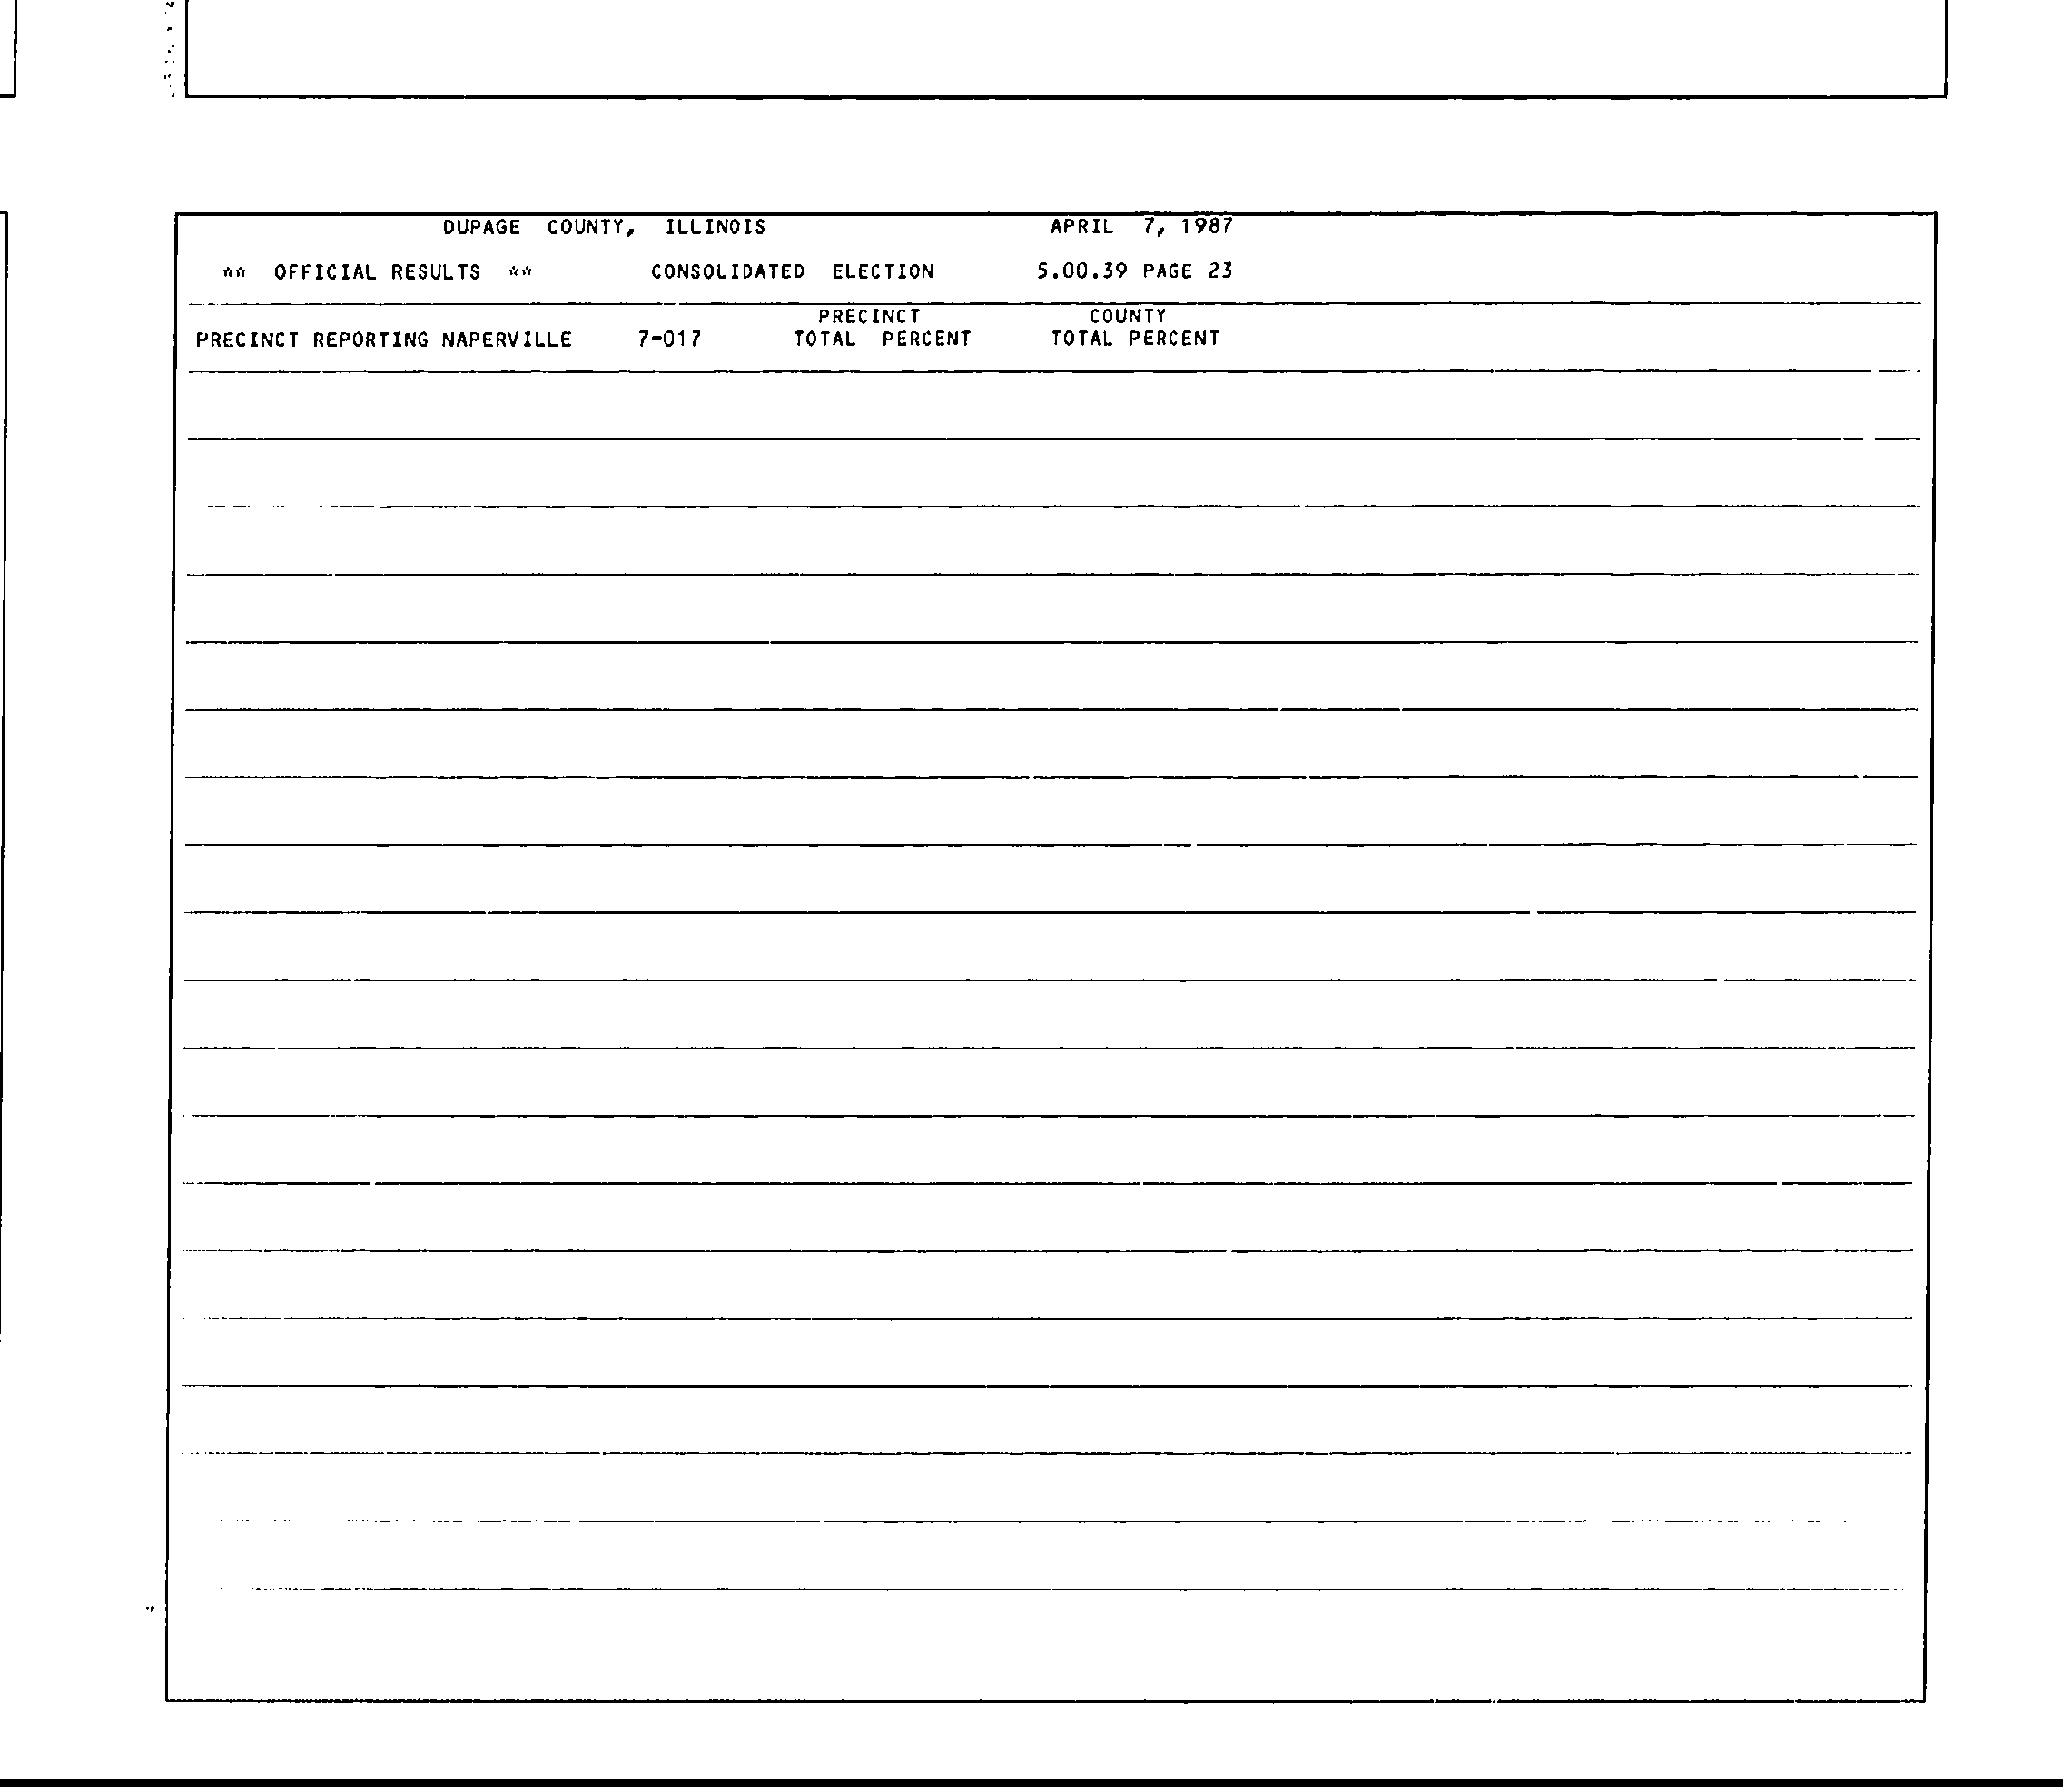 DUPAGE COUNTY, ILLINOIS APRIL 7, 1987
** OFFICIAL RESULTS ** CONSOLIDATED ELECTION 5.00.39 PAGE 23
PRECINCT COUNTY
PRECINCT REPORTING NAPERVILLE 7-017 TOTAL PERCENT TOTAL PERCENT